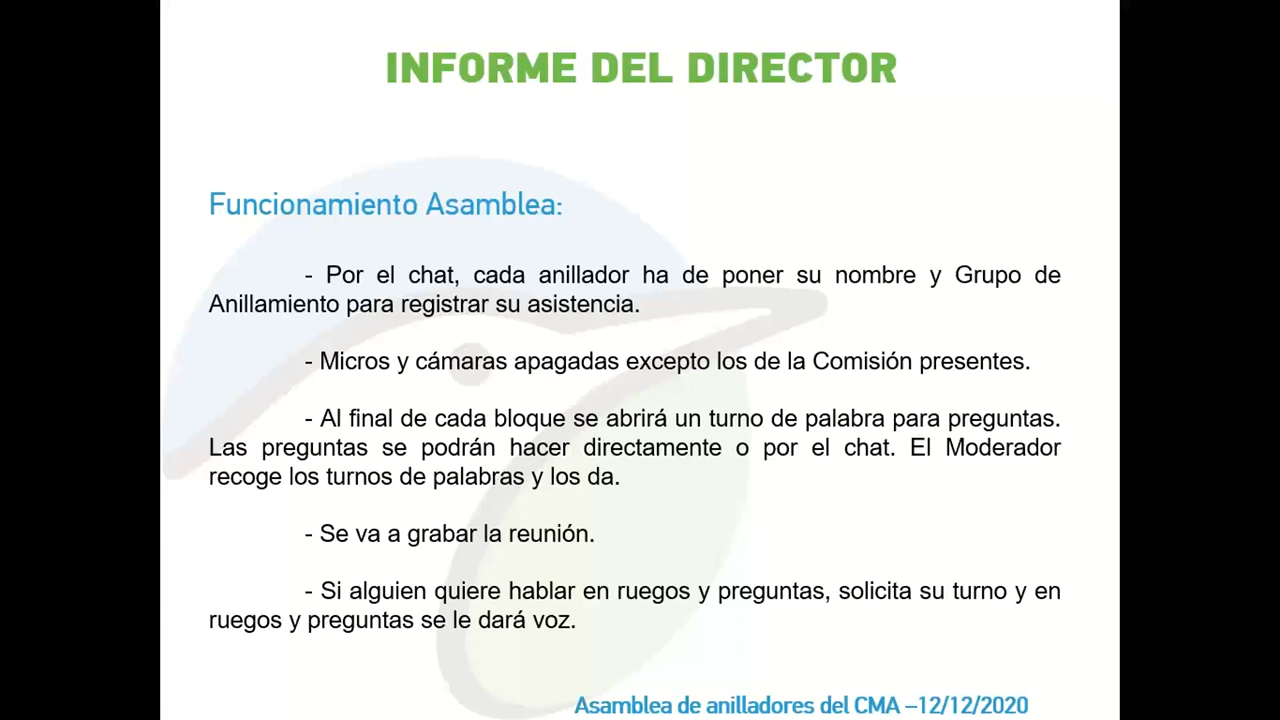 INFORME DEL DIRECTOR
Funcionamiento Asamblea:
- Por el chat, cada anillador ha de poner su nombre y Grupo de
Anillamiento para registrar su asistencia.
- Micros y cámaras apagadas excepto los de la Comisión presentes.
- Al final de cada bloque se abrirá un turno de palabra para preguntas.
Las preguntas se podrán hacer directamente o por el chat. El Moderador
recoge los turnos de palabras y los da.
- Se va a grabar la reunión.
- Si alguien quiere hablar en ruegos y preguntas, solicita su turno y en
ruegos y preguntas se le dará voz.
Asamblea de anilladores del CMA –12/12/2020